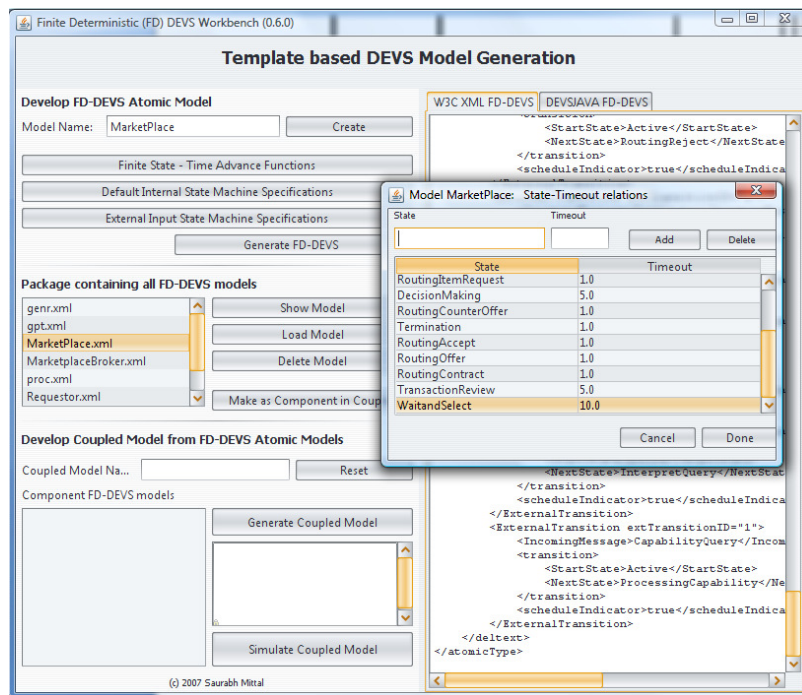 Finite Deterministic (FD) DEVS Workbench (0.6.0)
Template based DEVS Model Generation
Develop FD-DEVS Atomic Model
Model Name: MarketPlace Create
Finite State - Time Advance Functions
Default Internal State Machine Specifications
External Input State Machine Specifications
Generate FD-DEVS
Package containing all FD-DEVS models
genr.xml
gpt.xml
MarketPlace.xml
MarketplaceBroker.xml
proc.xml
Requestor.xml
Show Model
Load Model
Delete Model
Make as Component in Coup
Develop Coupled Model from FD-DEVS Atomic Models
Coupled Model Na... Reset
Component FD-DEVS models
Generate Coupled Model
Simulate Coupled Model
(c) 2007 Saurabh Mittal
W3C XML FD-DEVS DEVSJAVA FD-DEVS
<StartState>Active</StartState>
<NextState>RoutingReject</NextState
</transition>
<scheduleIndicator>true</scheduleIndica
Model MarketPlace: State-Timeout relations
State Timeout
Add Delete
State Timeout
RoutingItemRequest 1.0
DecisionMaking 5.0
RoutingCounterOffer 1.0
Termination 1.0
RoutingAccept 1.0
RoutingOffer 1.0
RoutingContract 1.0
TransactionReview 5.0
WaitandSelect 10.0
Cancel Done
<NextState>InterpretQuery</NextStat
</transition>
<scheduleIndicator>true</scheduleIndica
</ExternalTransition>
<ExternalTransition extTransitionID="1">
<IncomingMessage>CapabilityQuery</Incom
<transition>
<StartState>Active</StartState>
<NextState>ProcessingCapability</Ne
</transition>
<scheduleIndicator>true</scheduleIndica
</ExternalTransition>
</deltext>
</atomicType>